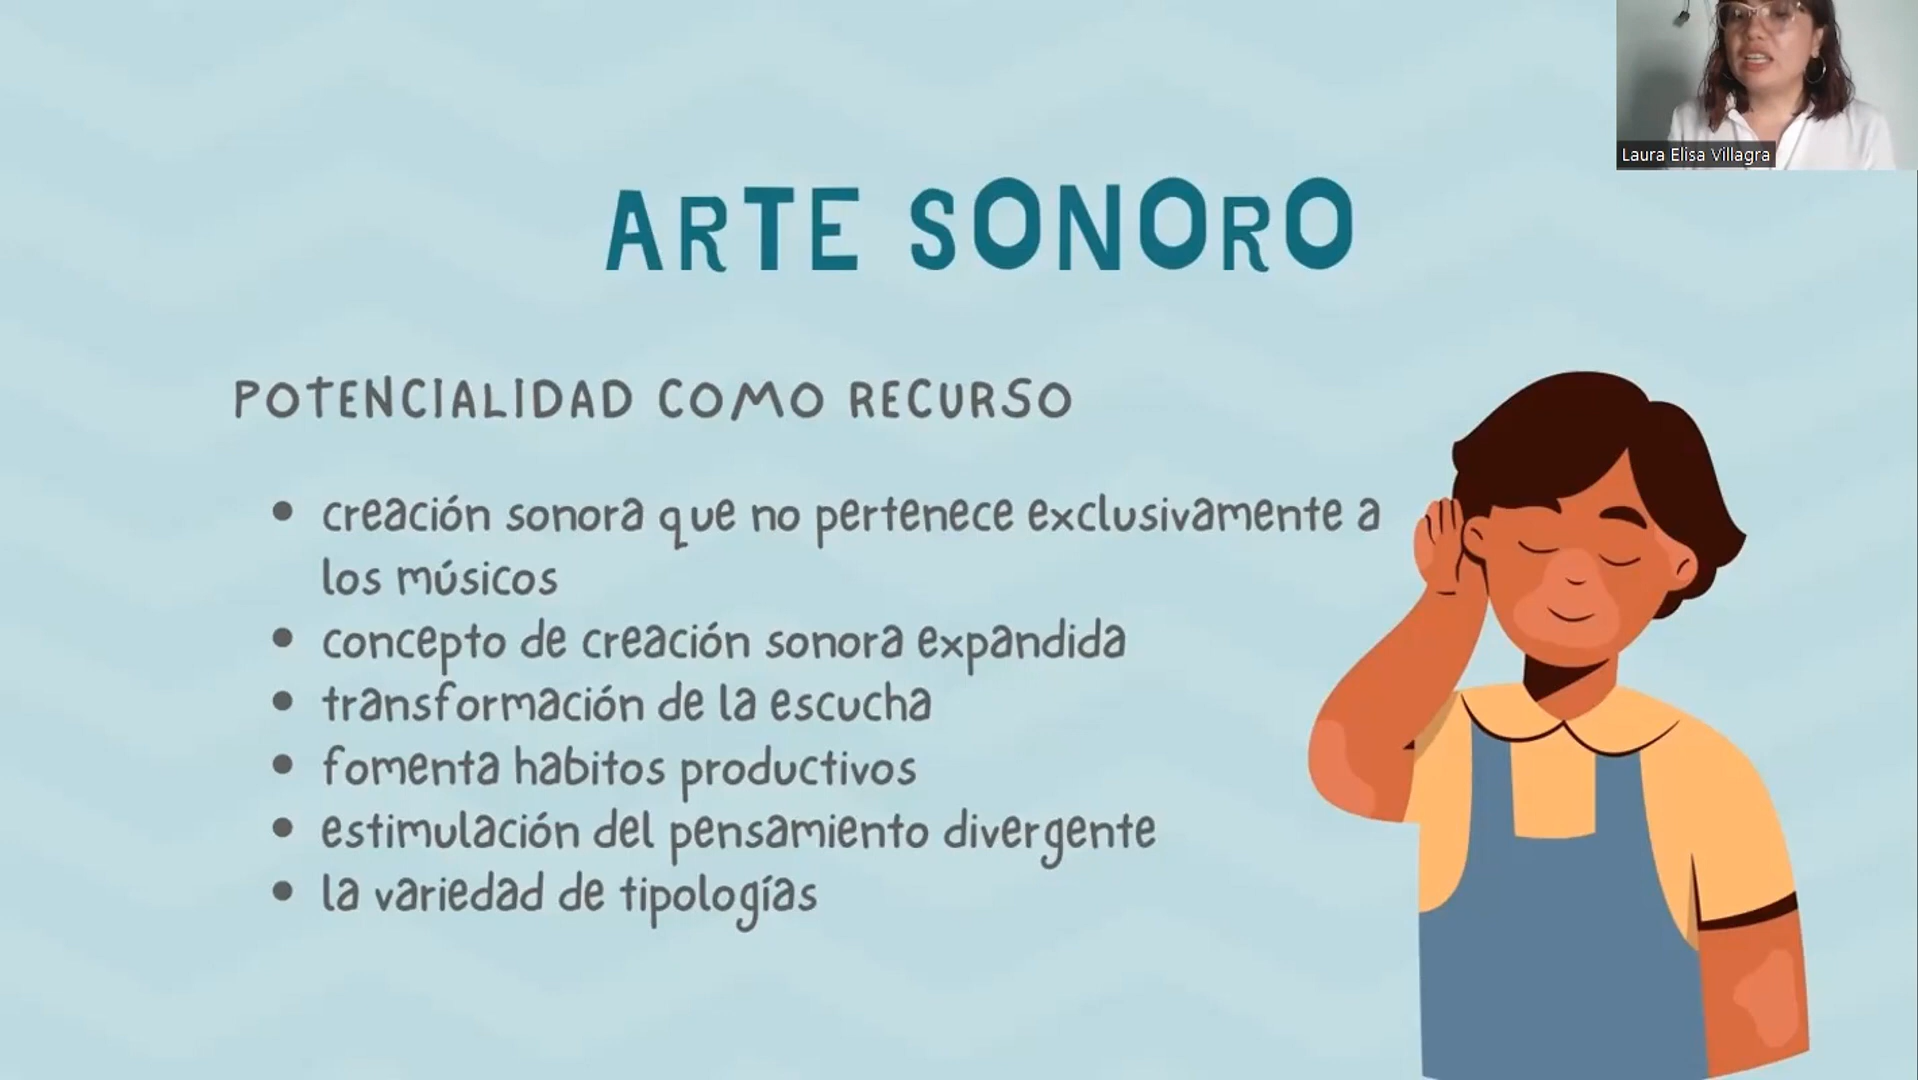 Laura Elisa Villagra
ARTE SONORO
POTENCIALIDAD COMO RECURSO
• creación sonora que no pertenece exclusivamente a
los músicos
• concepto de creación sonora expandida
• transformación de la escucha
• fomenta habitos productivos
• estimulación del pensamiento divergente
• la variedad de tipologías